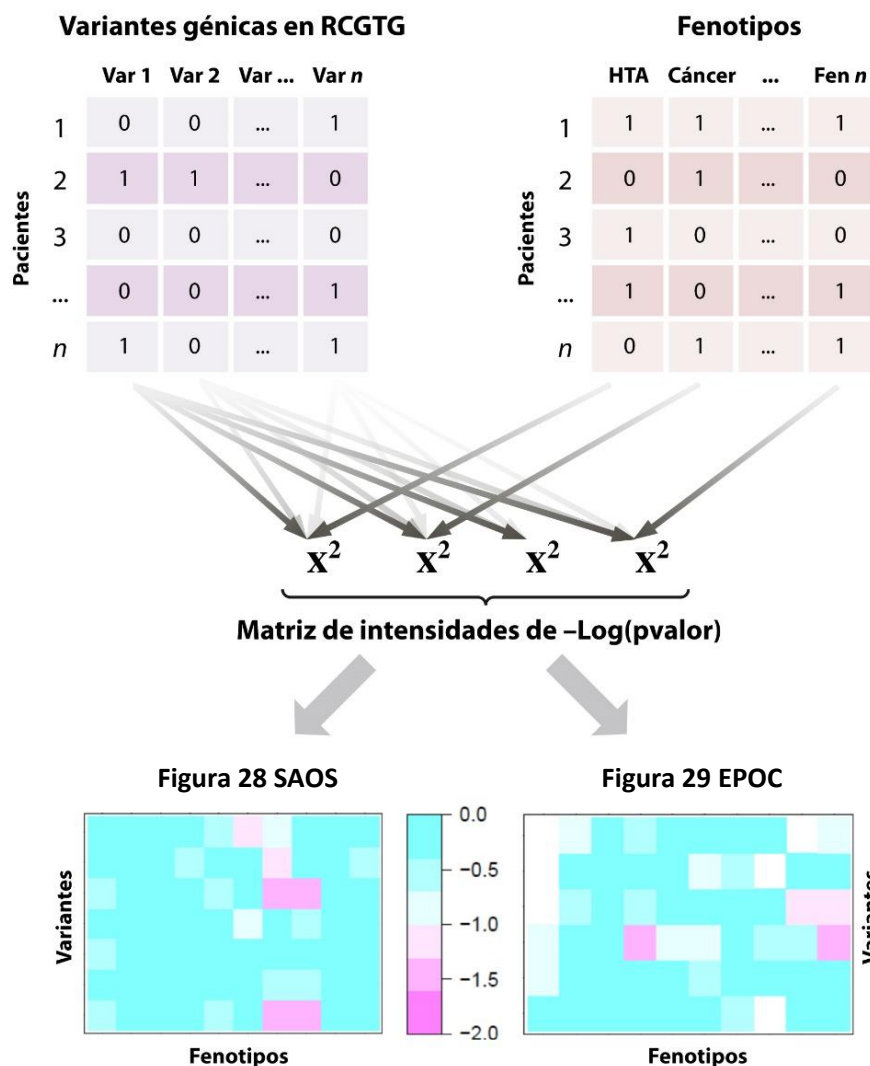 Variantes génicas en RCGTG
Fenotipos
Var 1 Var 2 Var ... Var n
HTA Cáncer ... Fen n
Pacientes
1 0 0 ... 1
2 1 1 ... 0
3 0 0 ... 0
... 0 0 ... 1
n 1 0 ... 1
Pacientes
1 1 1 ... 1
2 0 1 ... 0
3 1 0 ... 0
... 1 0 ... 1
n 0 1 ... 1
x² x² x² x²
Matriz de intensidades de –Log(pvalor)
Figura 28 SAOS
Figura 29 EPOC
Variantes
Fenotipos
0.0
−0.5
−1.0
−1.5
−2.0
Variantes
Fenotipos